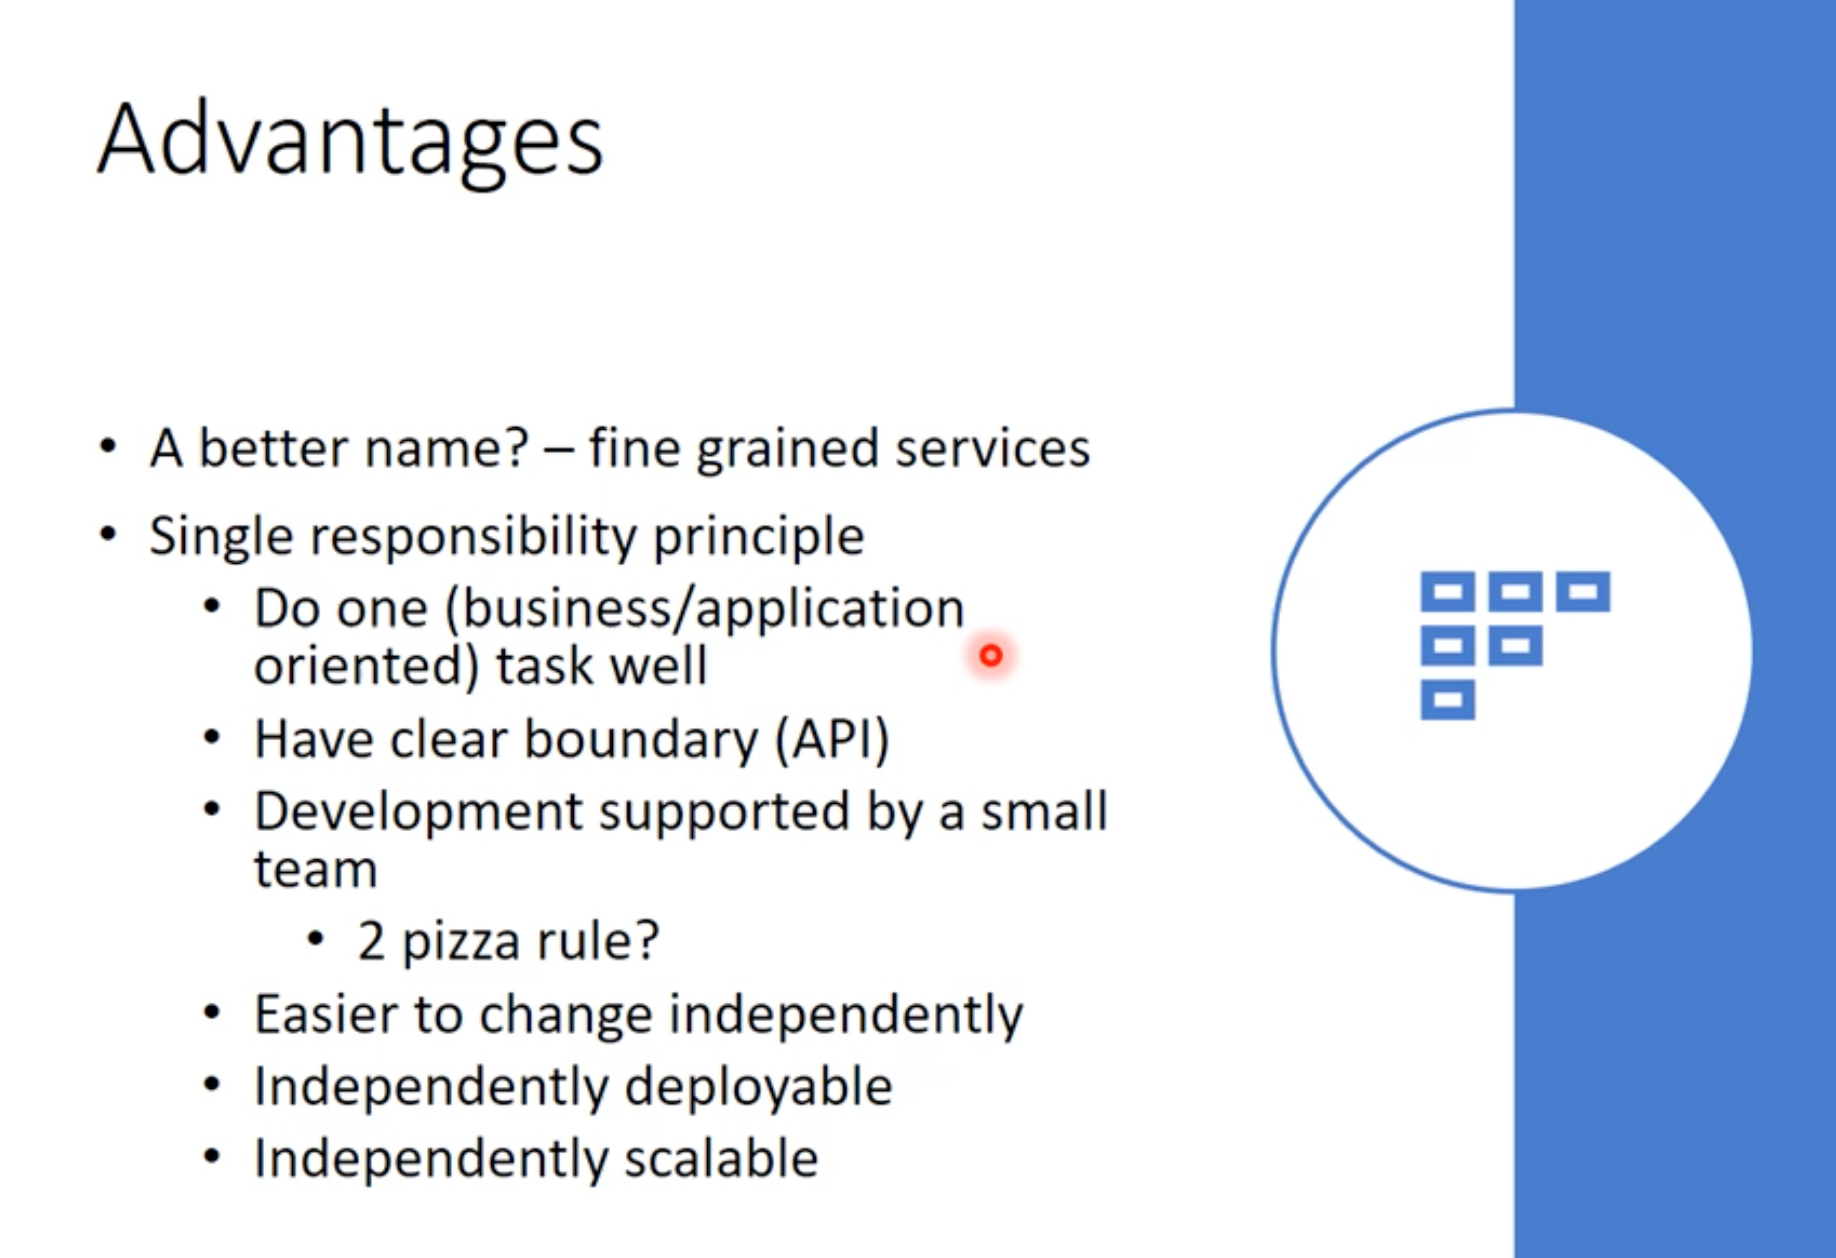 Advantages
• A better name? – fine grained services
• Single responsibility principle
• Do one (business/application
oriented) task well
• Have clear boundary (API)
• Development supported by a small
team
• 2 pizza rule?
• Easier to change independently
• Independently deployable
• Independently scalable